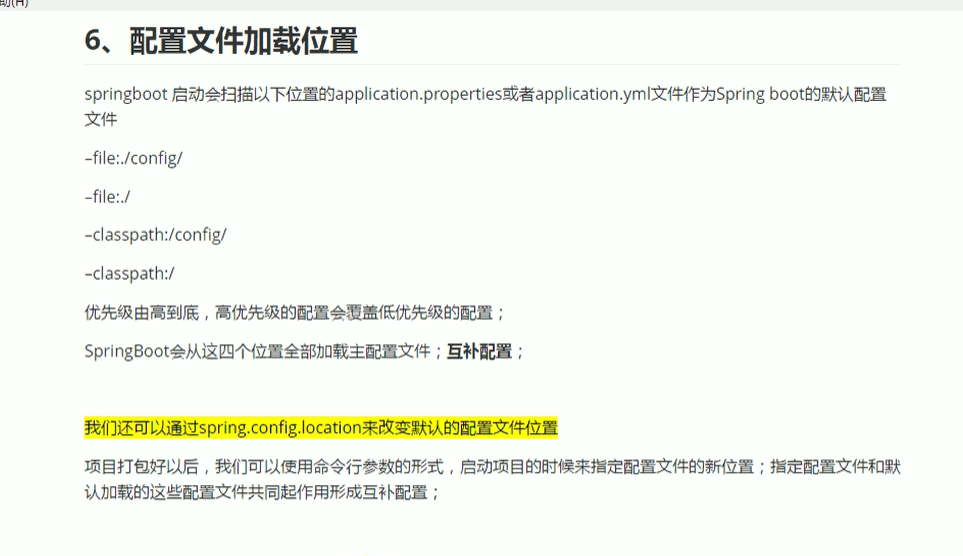 助(H)
6、配置文件加载位置
springboot 启动会扫描以下位置的application.properties或者application.yml文件作为Spring boot的默认配置
文件
–file:./config/
–file:./
–classpath:/config/
–classpath:/
优先级由高到底，高优先级的配置会覆盖低优先级的配置；
SpringBoot会从这四个位置全部加载主配置文件；互补配置；
我们还可以通过spring.config.location来改变默认的配置文件位置
项目打包好以后，我们可以使用命令行参数的形式，启动项目的时候来指定配置文件的新位置；指定配置文件和默
认加载的这些配置文件共同起作用形成互补配置；